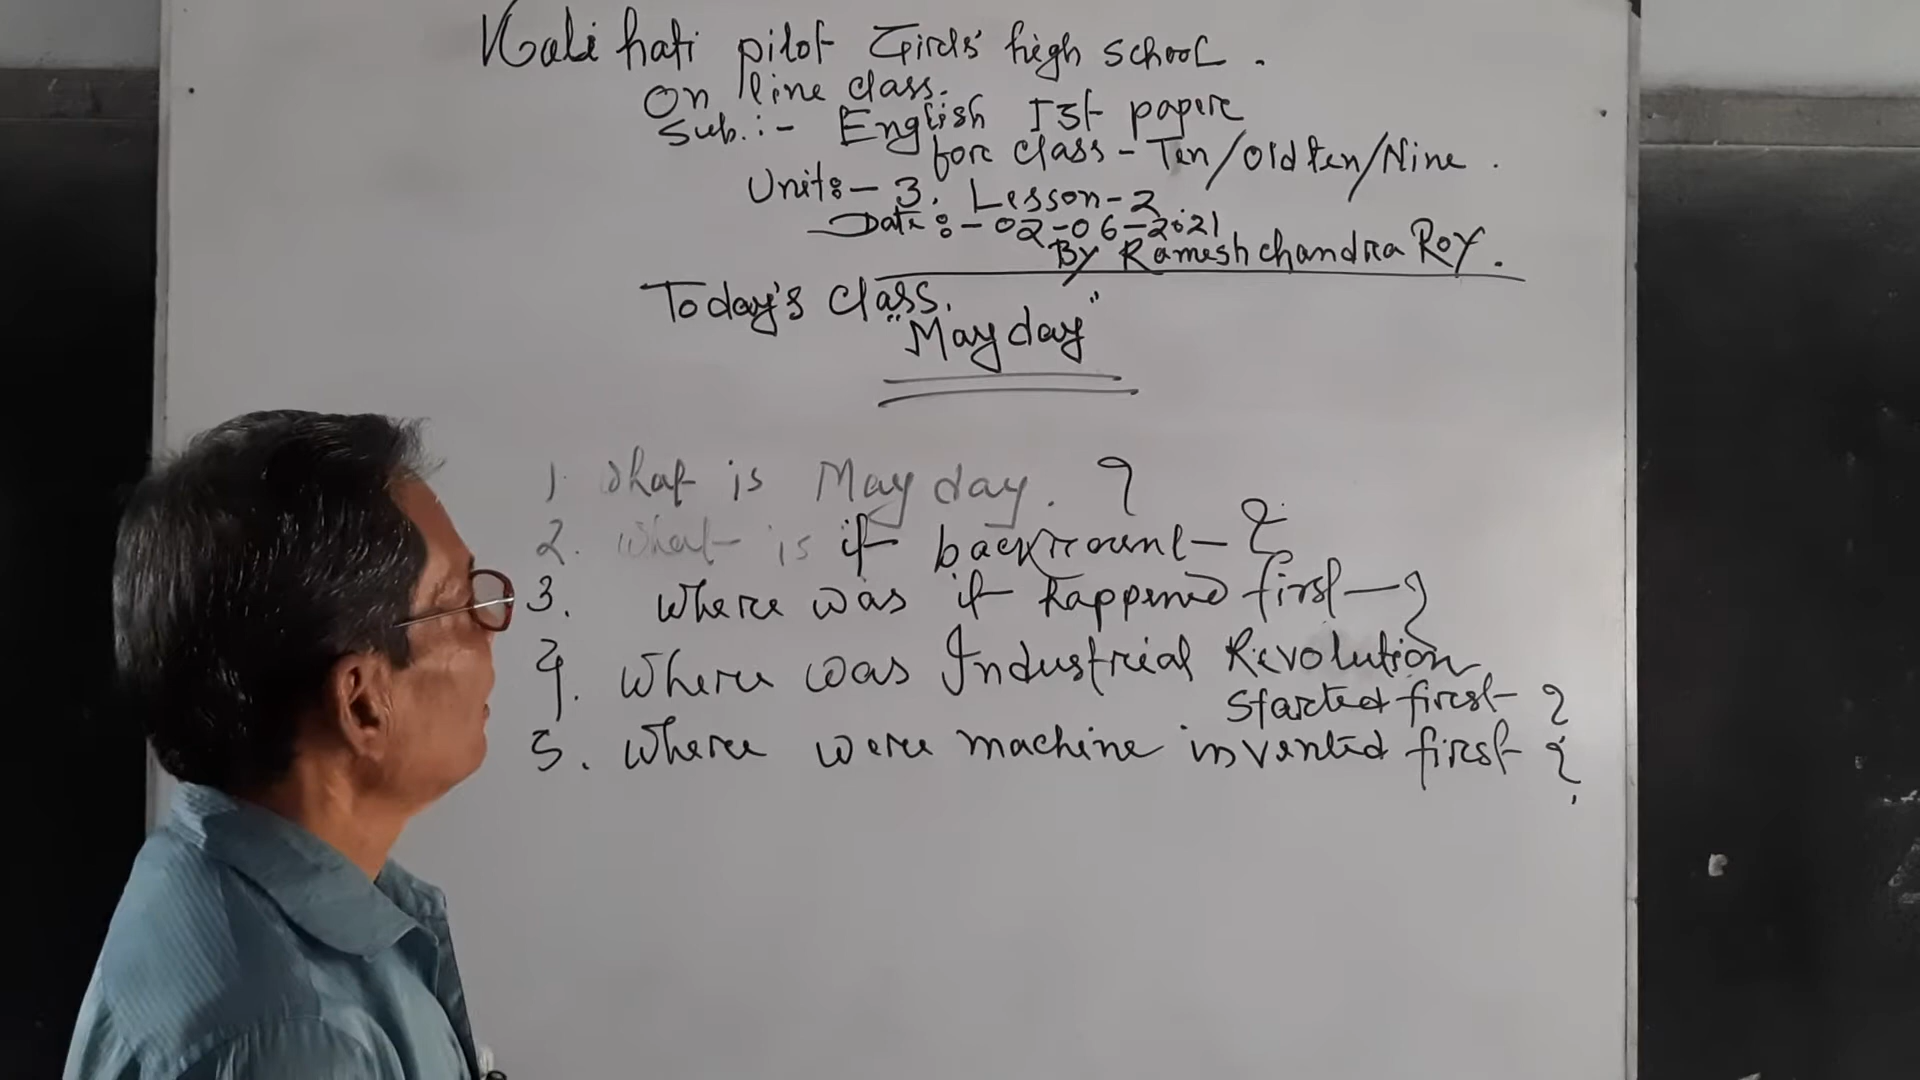 Kalihati pilot Girls' high school.
On line class.
Sub.:- English Ist paper
for class - Ten/Old ten/Nine.
Unit:- 3. Lesson-2
Date:- 02-06-2021
By Ramesh chandra Roy.
Today's class.
"May day"
1. What is May day. ?
2. What is it backrount- ?
3. Where was it happened first- ?
4. Where was Industrial Revolution
Started first- ?
5. Where were machine invented first- ?